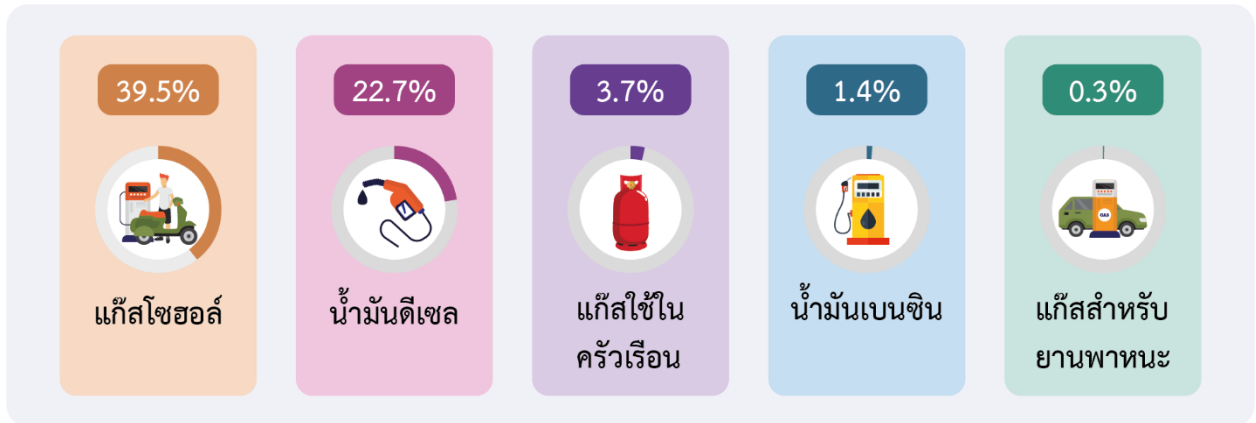 39.5%
22.7%
3.7%
1.4%
0.3%
GAS
แก๊สโซฮอล์
น้ำมันดีเซล
แก๊สใช้ใน
ครัวเรือน
น้ำมันเบนซิน
แก๊สสำหรับ
ยานพาหนะ